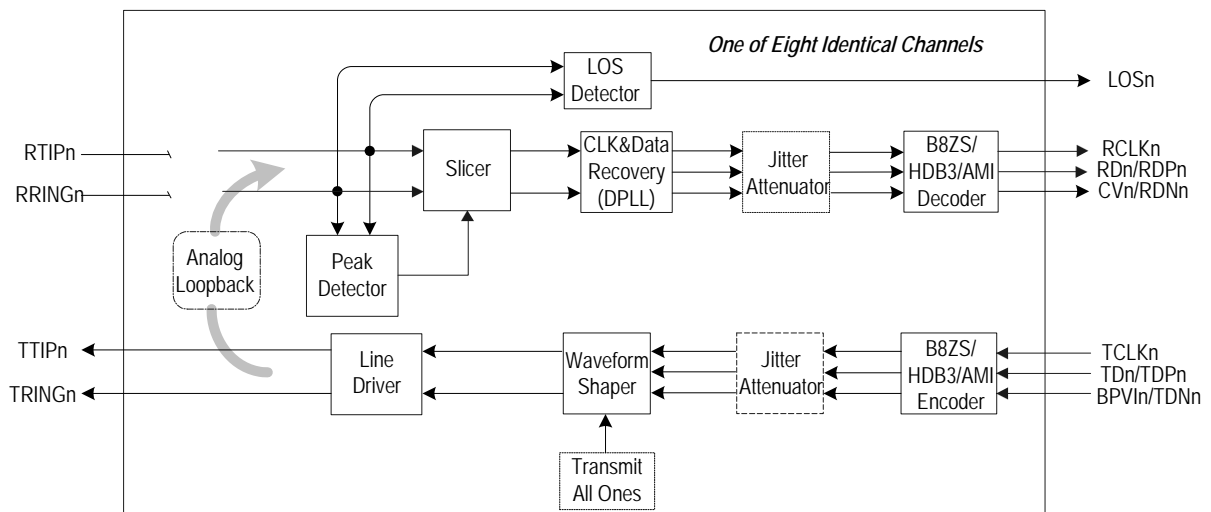 One of Eight Identical Channels
LOS
Detector
LOSn
RTIPn
RRINGn
Slicer
CLK&Data
Recovery
(DPLL)
Jitter
Attenuator
B8ZS/
HDB3/AMI
Decoder
RCLKn
RDn/RDPn
CVn/RDNn
Analog
Loopback
Peak
Detector
TTIPn
TRINGn
Line
Driver
Waveform
Shaper
Jitter
Attenuator
B8ZS/
HDB3/AMI
Encoder
TCLKn
TDn/TDPn
BPVIn/TDNn
Transmit
All Ones